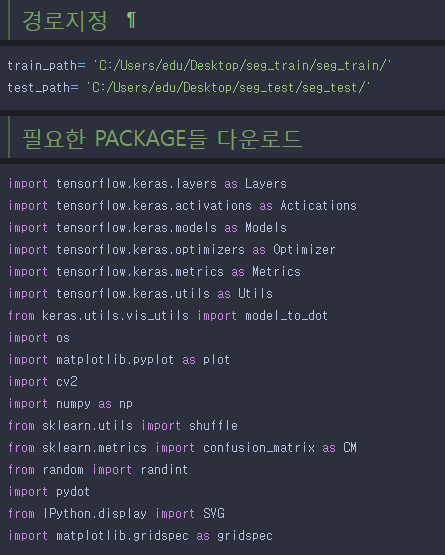 경로지정 ¶
train_path= 'C:/Users/edu/Desktop/seg_train/seg_train/'
test_path= 'C:/Users/edu/Desktop/seg_test/seg_test/'
필요한 PACKAGE들 다운로드
import tensorflow.keras.layers as Layers
import tensorflow.keras.activations as Actications
import tensorflow.keras.models as Models
import tensorflow.keras.optimizers as Optimizer
import tensorflow.keras.metrics as Metrics
import tensorflow.keras.utils as Utils
from keras.utils.vis_utils import model_to_dot
import os
import matplotlib.pyplot as plot
import cv2
import numpy as np
from sklearn.utils import shuffle
from sklearn.metrics import confusion_matrix as CM
from random import randint
import pydot
from IPython.display import SVG
import matplotlib.gridspec as gridspec